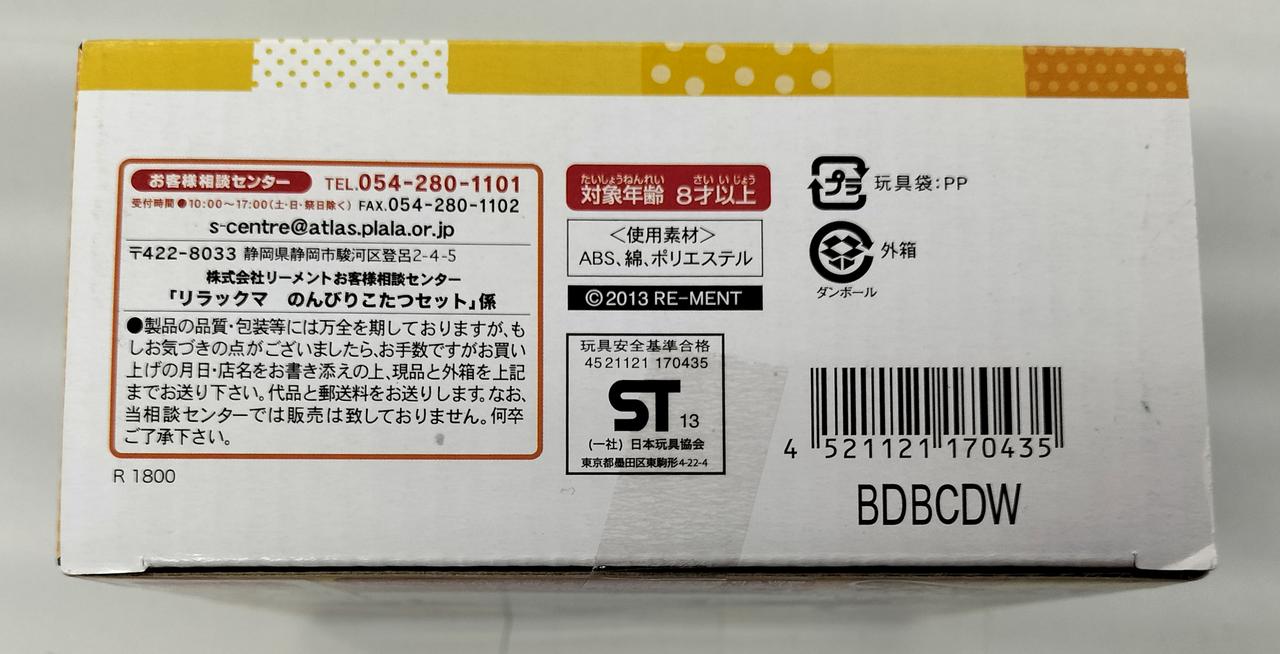 お客様相談センター TEL.054-280-1101
受付時間●10:00〜17:00(土・日・祭日除く) FAX.054-280-1102
s-centre@atlas.plala.or.jp
〒422-8033 静岡県静岡市駿河区登呂2-4-5
株式会社リーメントお客様相談センター
「リラックマ のんびりこたつセット」係
●製品の品質・包装等には万全を期しておりますが、も
しお気づきの点がございましたら、お手数ですがお買い
上げの月日・店名をお書き添えの上、現品と外箱を上記
までお送り下さい。代品と郵送料をお送りします。なお、
当相談センターでは販売は致しておりません。何卒
ご了承下さい。
R 1800
たいしょうねんれい さい いじょう
対象年齢 8才以上
<使用素材>
ABS、綿、ポリエステル
©2013 RE-MENT
玩具安全基準合格
4521121 170435
ST 13
(一社) 日本玩具協会
東京都墨田区東駒形4-22-4
プラ 玩具袋:PP
外箱
ダンボール
4 521121 170435
BDBCDW